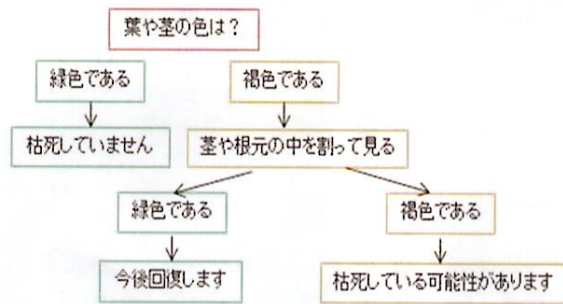 葉や茎の色は？
緑色である
褐色である
枯死していません
茎や根元の中を割って見る
緑色である
褐色である
今後回復します
枯死している可能性があります